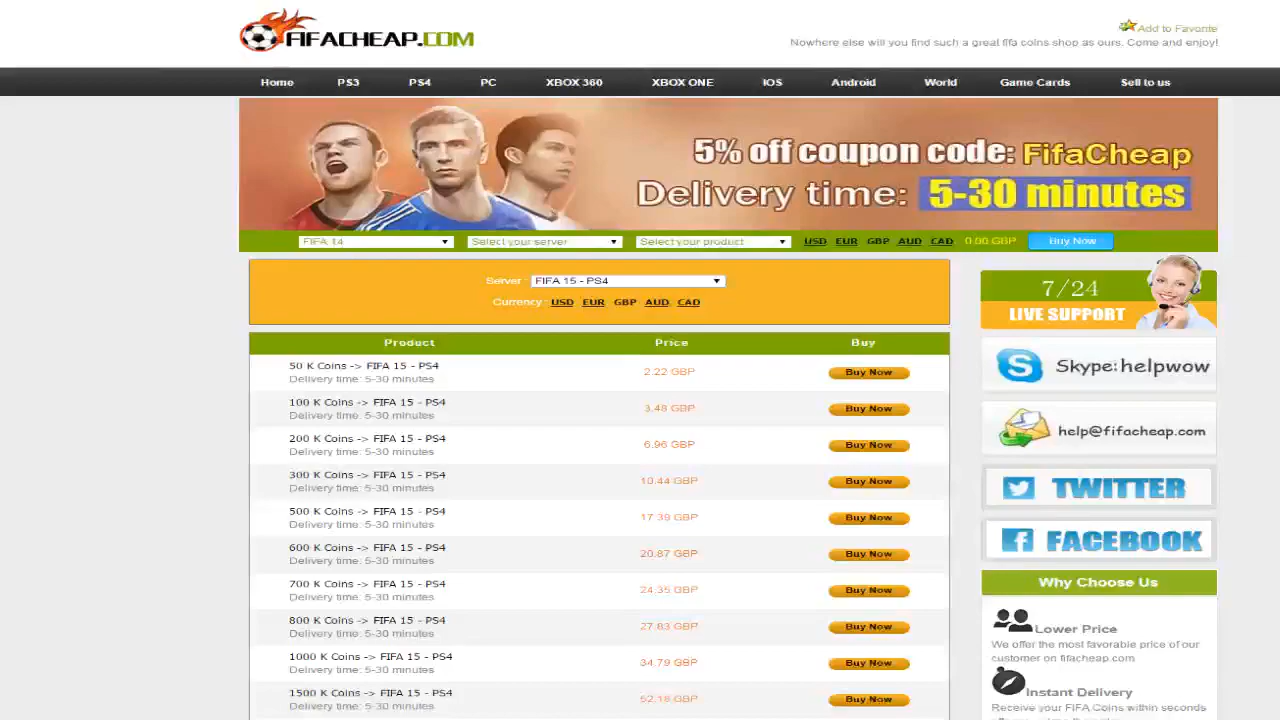 FIFACHEAP.COM
Add to Favorite
Nowhere else will you find such a great fifa coins shop as ours. Come and enjoy!
Home PS3 PS4 PC XBOX 360 XBOX ONE IOS Android World Game Cards Sell to us
5% off coupon code: FifaCheap
Delivery time: 5-30 minutes
FIFA 14 Select your server Select your product USD EUR GBP AUD CAD 0.00 GBP Buy Now
Server : FIFA 15 - PS4
Currency: USD EUR GBP AUD CAD
Product Price Buy
50 K Coins -> FIFA 15 - PS4
Delivery time: 5-30 minutes
2.22 GBP Buy Now
100 K Coins -> FIFA 15 - PS4
Delivery time: 5-30 minutes
3.48 GBP Buy Now
200 K Coins -> FIFA 15 - PS4
Delivery time: 5-30 minutes
6.96 GBP Buy Now
300 K Coins -> FIFA 15 - PS4
Delivery time: 5-30 minutes
10.44 GBP Buy Now
500 K Coins -> FIFA 15 - PS4
Delivery time: 5-30 minutes
17.39 GBP Buy Now
600 K Coins -> FIFA 15 - PS4
Delivery time: 5-30 minutes
20.87 GBP Buy Now
700 K Coins -> FIFA 15 - PS4
Delivery time: 5-30 minutes
24.35 GBP Buy Now
800 K Coins -> FIFA 15 - PS4
Delivery time: 5-30 minutes
27.83 GBP Buy Now
1000 K Coins -> FIFA 15 - PS4
Delivery time: 5-30 minutes
34.79 GBP Buy Now
1500 K Coins -> FIFA 15 - PS4
Delivery time: 5-30 minutes
52.18 GBP Buy Now
7/24
LIVE SUPPORT
Skype:helpwow
help@fifacheap.com
TWITTER
FACEBOOK
Why Choose Us
Lower Price
We offer the most favorable price of our
customer on fifacheap.com
Instant Delivery
Receive your FIFA Coins within seconds